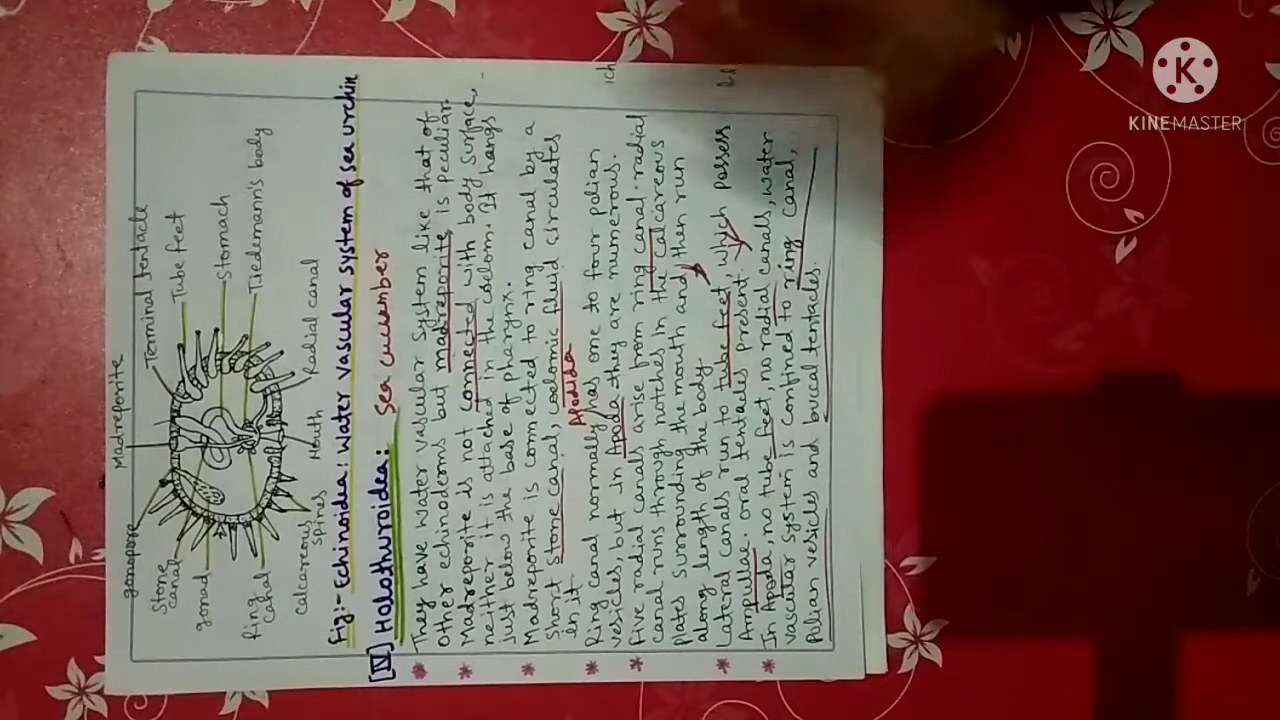 Madreporite
gonopore
Terminal tentacle
Stone
canal
Tube feet
gonad
Stomach
Ring
canal
Tiedemann's body
Calcareous
spines
Mouth
Radial canal
Fig:- Echinoidea: Water vascular system of sea urchin
[IV] Holothuroidea: Sea cucumber
* They have water vascular system like that of
other echinoderms but madreporite is peculiar.
* Madreporite is not connected with body surface,
neither it is attached in the coelom. It hangs
just below the base of pharynx.
* Madreporite is connected to ring canal by a
short stone canal, coelomic fluid circulates
in it.
Apodida
* Ring canal normally has one to four polian
vesicles, but in Apoda they are numerous.
* Five radial canals arise from ring canal. radial
canal runs through notches in the calcareous
plates surrounding the mouth and then run
along length of the body
* Lateral canals run to tube feet, which possess
Ampullae. oral tentacles present.
* In Apoda, no tube feet, no radial canals, water
vascular system is confined to ring canal,
Polian vesicles and buccal tentacles.
ich
K
KINEMASTER